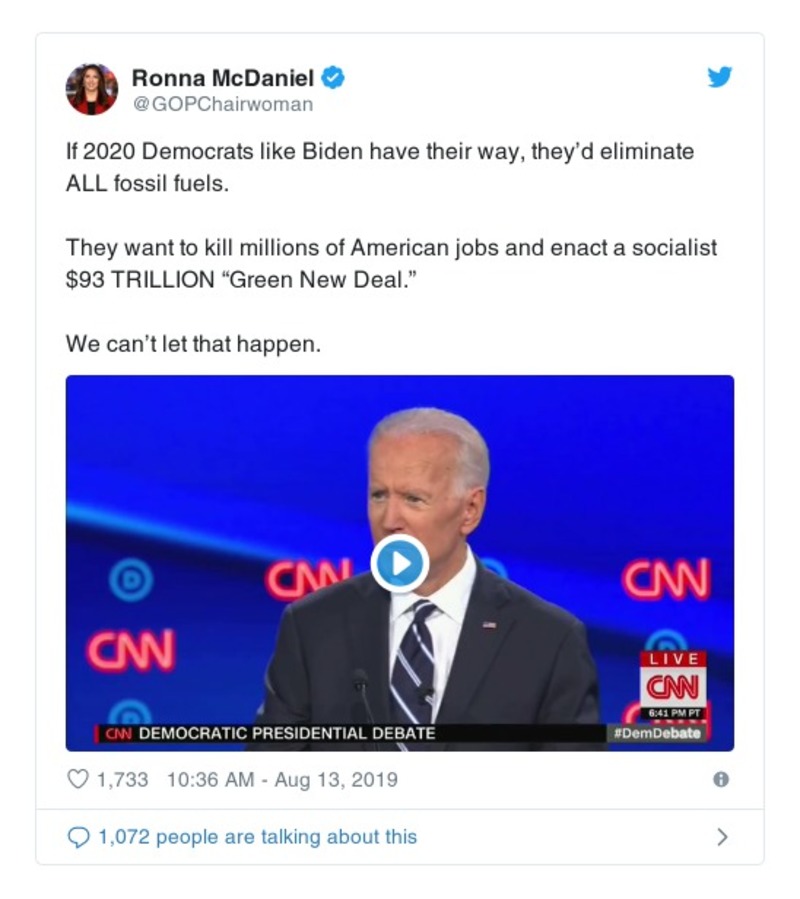 Ronna McDaniel
@GOPChairwoman
If 2020 Democrats like Biden have their way, they’d eliminate
ALL fossil fuels.
They want to kill millions of American jobs and enact a socialist
$93 TRILLION “Green New Deal.”
We can’t let that happen.
CNN
CNN
CNN
LIVE
CNN
6:41 PM PT
CNN DEMOCRATIC PRESIDENTIAL DEBATE
#DemDebate
1,733 10:36 AM - Aug 13, 2019
1,072 people are talking about this